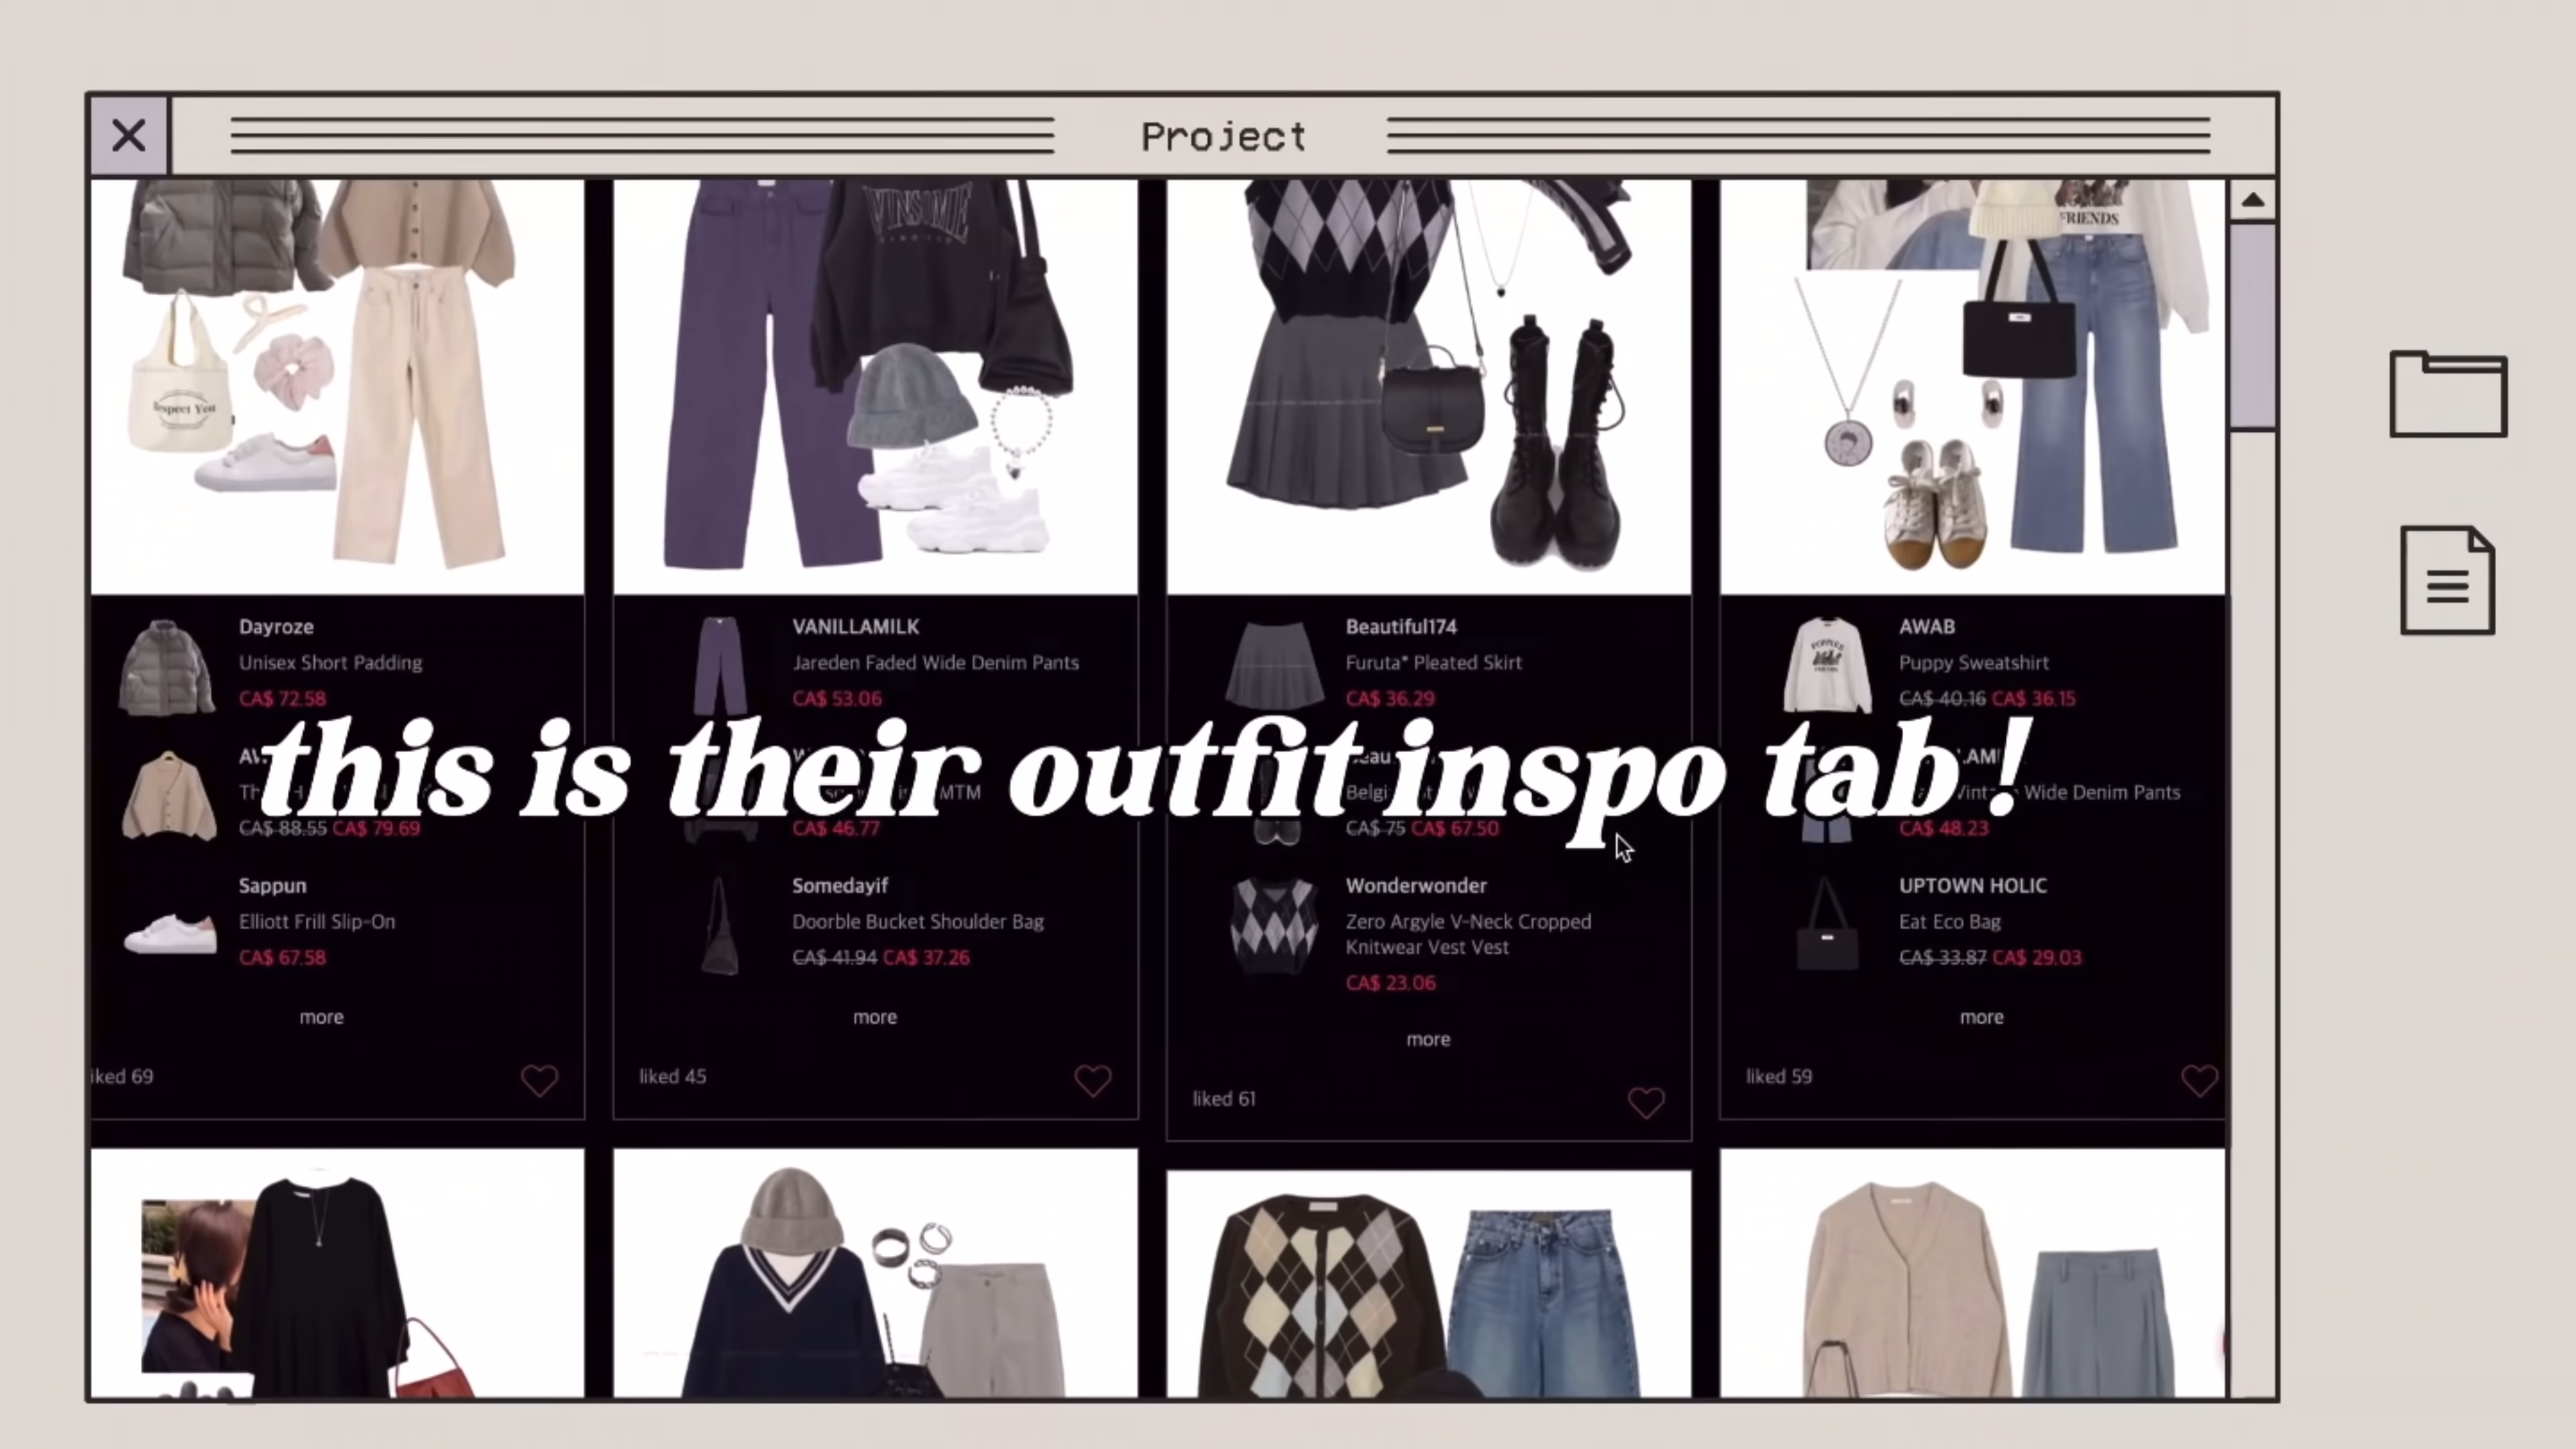 Project
VINSOME
FRIENDS
Respect You
Dayroze
Unisex Short Padding
CA$ 72.58
CA$ 88.55 CA$ 79.69
Sappun
Elliott Frill Slip-On
CA$ 67.58
more
liked 69
VANILLAMILK
Jareden Faded Wide Denim Pants
CA$ 53.06
MTM
CA$ 46.77
Somedayif
Doorble Bucket Shoulder Bag
CA$ 41.94 CA$ 37.26
more
liked 45
Beautiful174
Furuta* Pleated Skirt
CA$ 36.29
CA$ 75 CA$ 67.50
Wonderwonder
Zero Argyle V-Neck Cropped
Knitwear Vest Vest
CA$ 23.06
more
liked 61
AWAB
Puppy Sweatshirt
CA$ 40.16 CA$ 36.15
Wide Denim Pants
CA$ 48.23
UPTOWN HOLIC
Eat Eco Bag
CA$ 33.87 CA$ 29.03
more
liked 59
this is their outfit inspo tab!